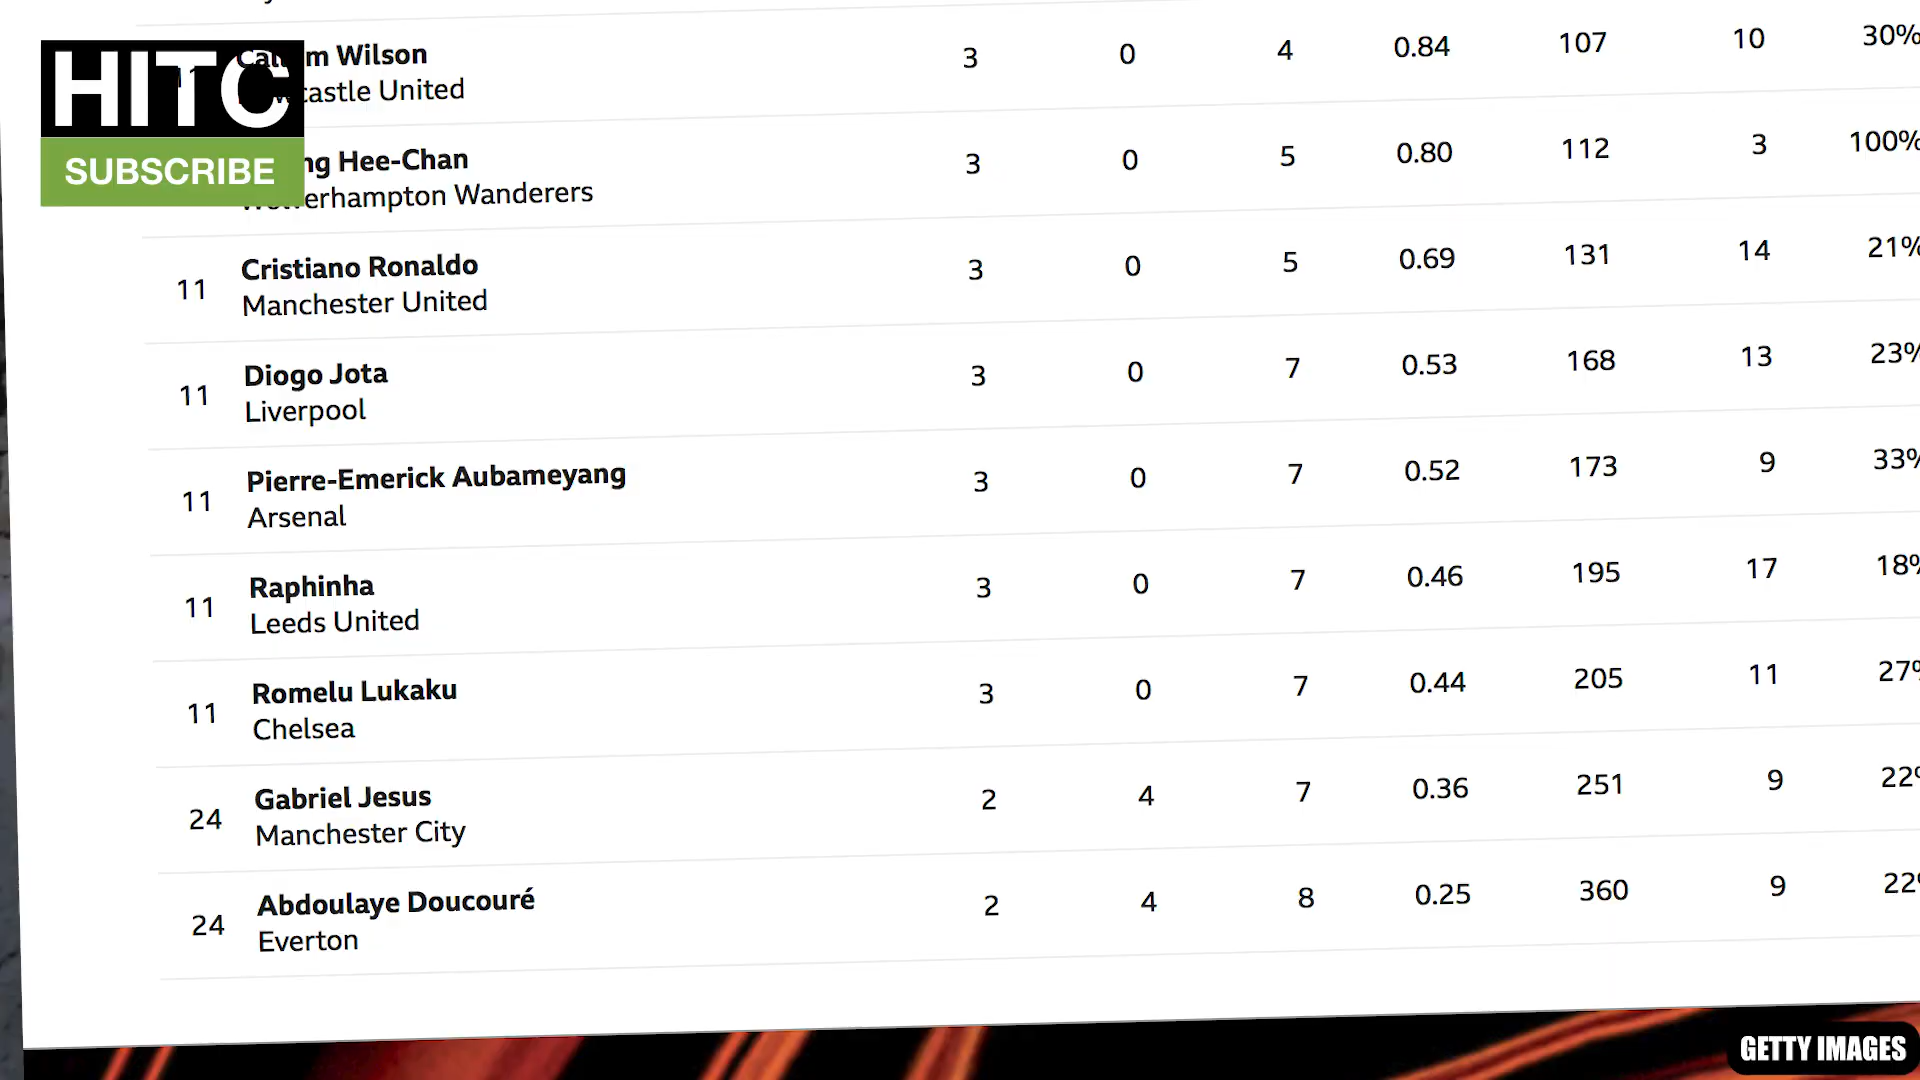 HITC
SUBSCRIBE
m Wilson 3 0 4 0.84 107 10 30%
castle United
ng Hee-Chan 3 0 5 0.80 112 3 100%
erhampton Wanderers
11 Cristiano Ronaldo 3 0 5 0.69 131 14 21%
Manchester United
11 Diogo Jota 3 0 7 0.53 168 13 23%
Liverpool
11 Pierre-Emerick Aubameyang 3 0 7 0.52 173 9 33%
Arsenal
11 Raphinha 3 0 7 0.46 195 17 18%
Leeds United
11 Romelu Lukaku 3 0 7 0.44 205 11 27%
Chelsea
24 Gabriel Jesus 2 4 7 0.36 251 9 22%
Manchester City
24 Abdoulaye Doucouré 2 4 8 0.25 360 9 22%
Everton
GETTY IMAGES